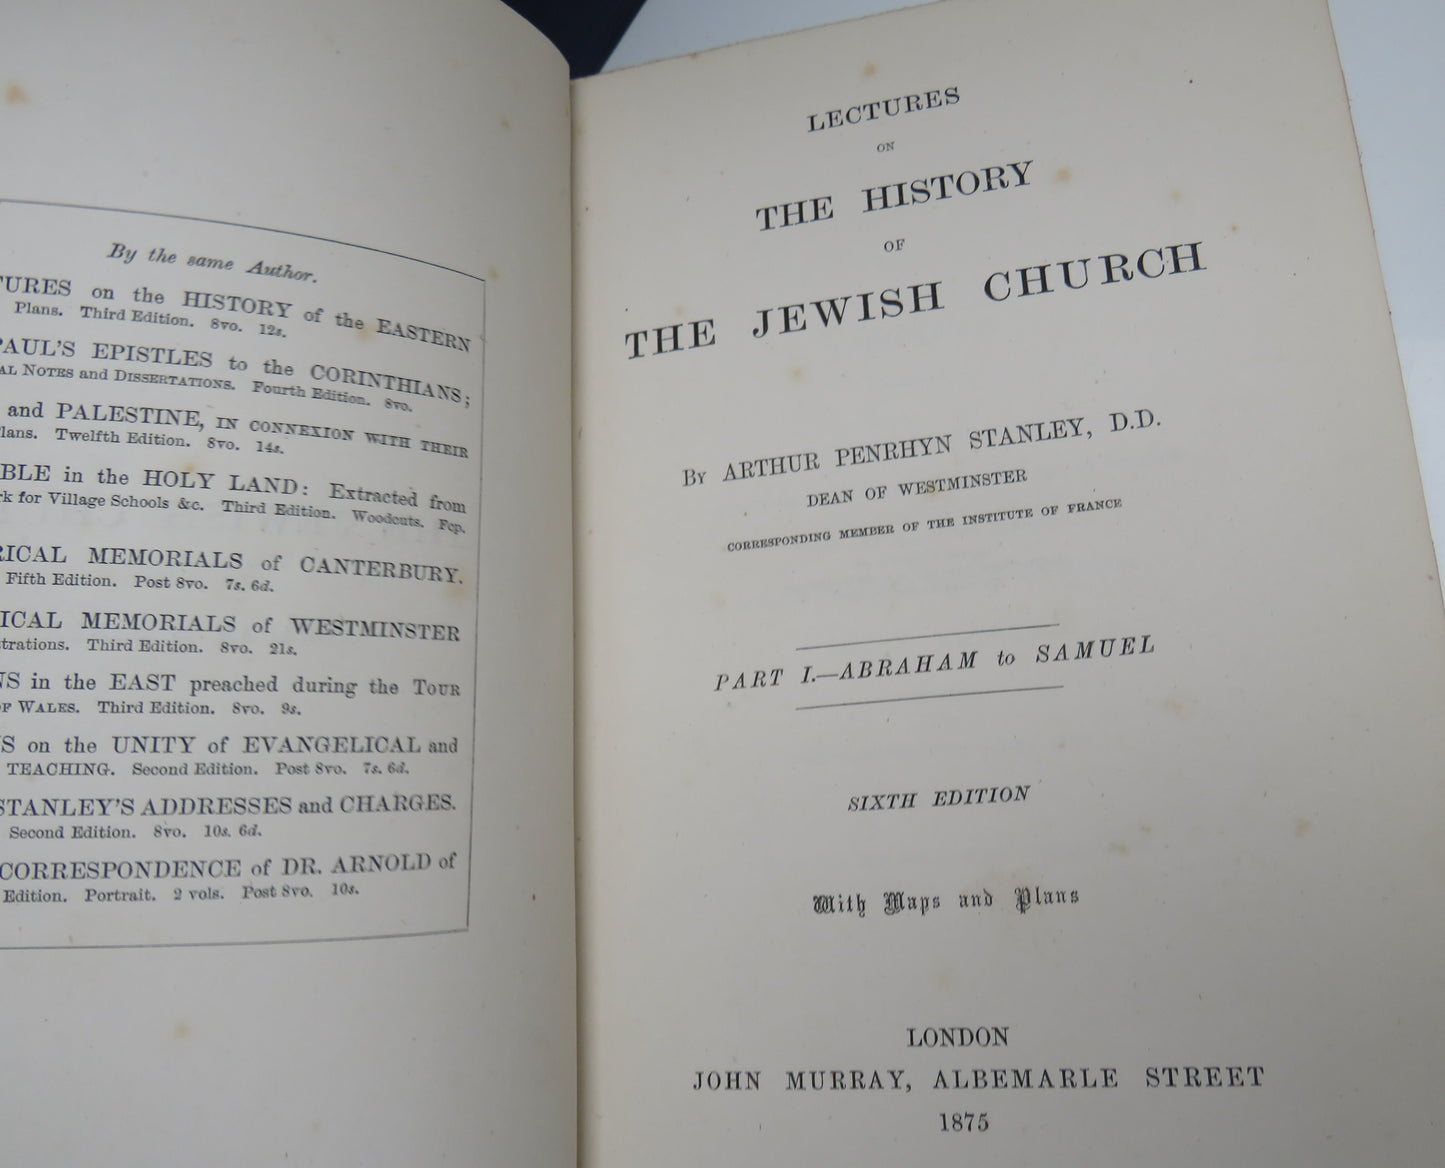 By the same Author.
TURES on the HISTORY of the EASTERN
Plans. Third Edition. 8vo. 12s.
PAUL'S EPISTLES to the CORINTHIANS;
AL NOTES and DISSERTATIONS. Fourth Edition. 8vo.
and PALESTINE, IN CONNEXION WITH THEIR
lans. Twelfth Edition. 8vo. 14s.
BLE in the HOLY LAND: Extracted from
rk for Village Schools &c. Third Edition. Woodcuts. Fcp.
RICAL MEMORIALS of CANTERBURY.
Fifth Edition. Post 8vo. 7s. 6d.
ICAL MEMORIALS of WESTMINSTER
strations. Third Edition. 8vo. 21s.
NS in the EAST preached during the TOUR
OF WALES. Third Edition. 8vo. 9s.
S on the UNITY of EVANGELICAL and
TEACHING. Second Edition. Post 8vo. 7s. 6d.
STANLEY'S ADDRESSES and CHARGES.
Second Edition. 8vo. 10s. 6d.
CORRESPONDENCE of DR. ARNOLD of
Edition. Portrait. 2 vols. Post 8vo. 10s.
LECTURES
ON
THE HISTORY
OF
THE JEWISH CHURCH
BY ARTHUR PENRHYN STANLEY, D.D.
DEAN OF WESTMINSTER
CORRESPONDING MEMBER OF THE INSTITUTE OF FRANCE
PART I.—ABRAHAM to SAMUEL
SIXTH EDITION
With Maps and Plans
LONDON
JOHN MURRAY, ALBEMARLE STREET
1875